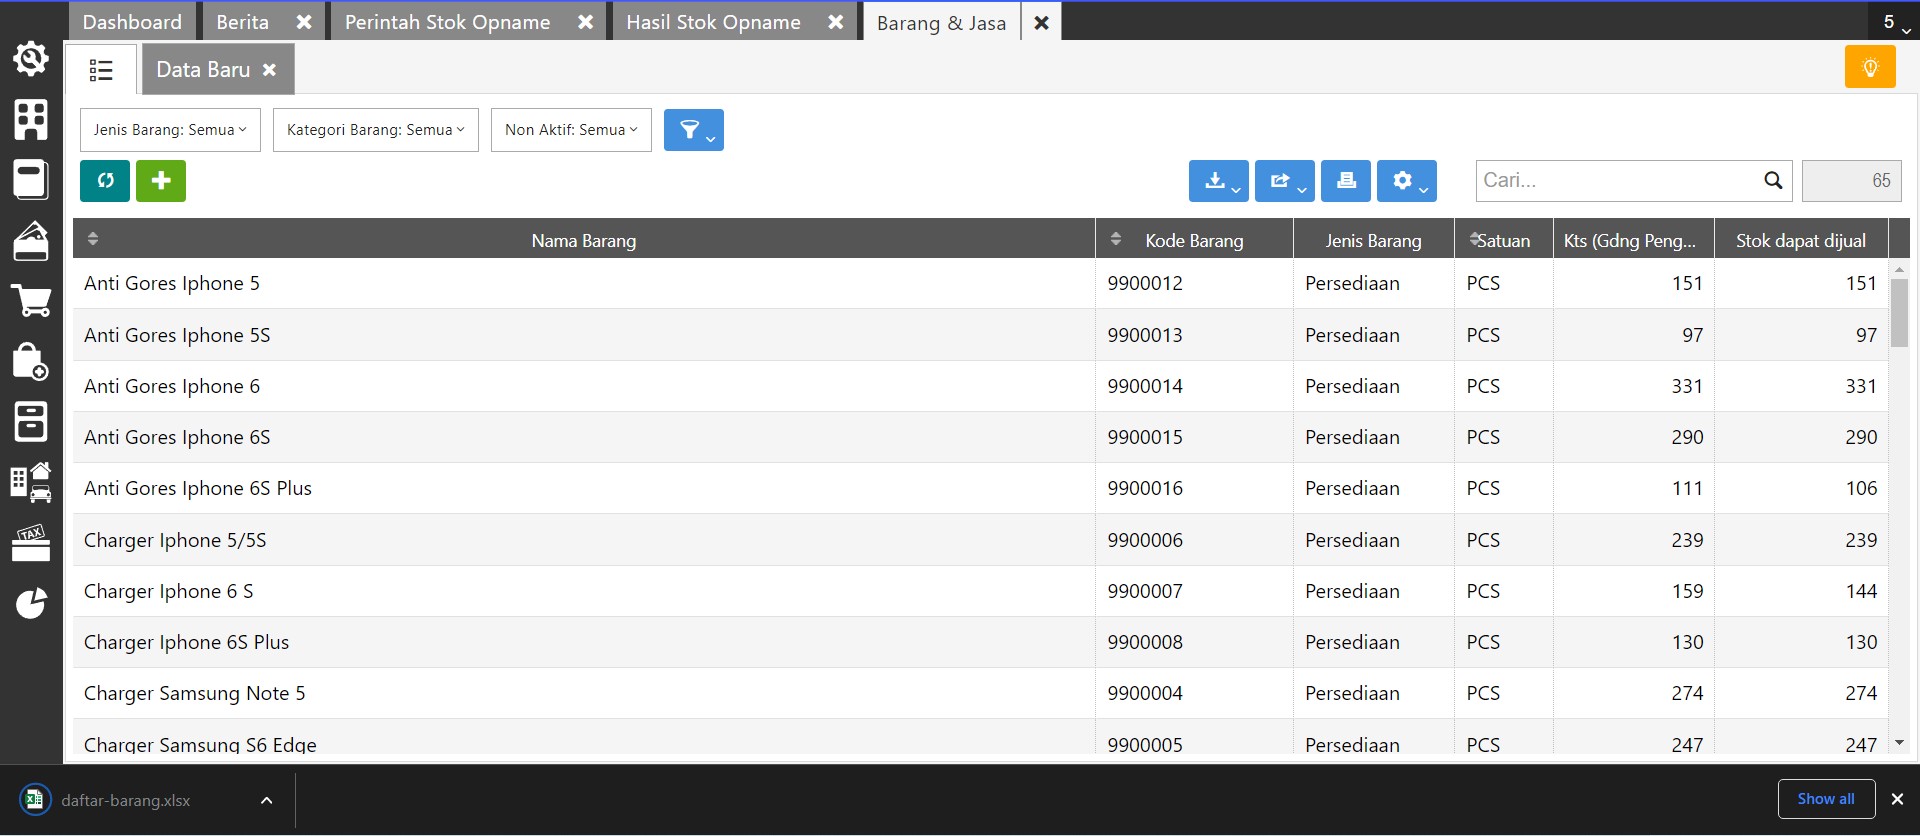 Dashboard Berita Perintah Stok Opname Hasil Stok Opname Barang & Jasa 5
Data Baru
Jenis Barang: Semua Kategori Barang: Semua Non Aktif: Semua
Cari... 65
Nama Barang Kode Barang Jenis Barang Satuan Kts (Gdng Peng... Stok dapat dijual
Anti Gores Iphone 5 9900012 Persediaan PCS 151 151
Anti Gores Iphone 5S 9900013 Persediaan PCS 97 97
Anti Gores Iphone 6 9900014 Persediaan PCS 331 331
Anti Gores Iphone 6S 9900015 Persediaan PCS 290 290
Anti Gores Iphone 6S Plus 9900016 Persediaan PCS 111 106
TAX Charger Iphone 5/5S 9900006 Persediaan PCS 239 239
Charger Iphone 6 S 9900007 Persediaan PCS 159 144
Charger Iphone 6S Plus 9900008 Persediaan PCS 130 130
Charger Samsung Note 5 9900004 Persediaan PCS 274 274
Charger Samsung S6 Edge 9900005 Persediaan PCS 247 247
daftar-barang.xlsx Show all